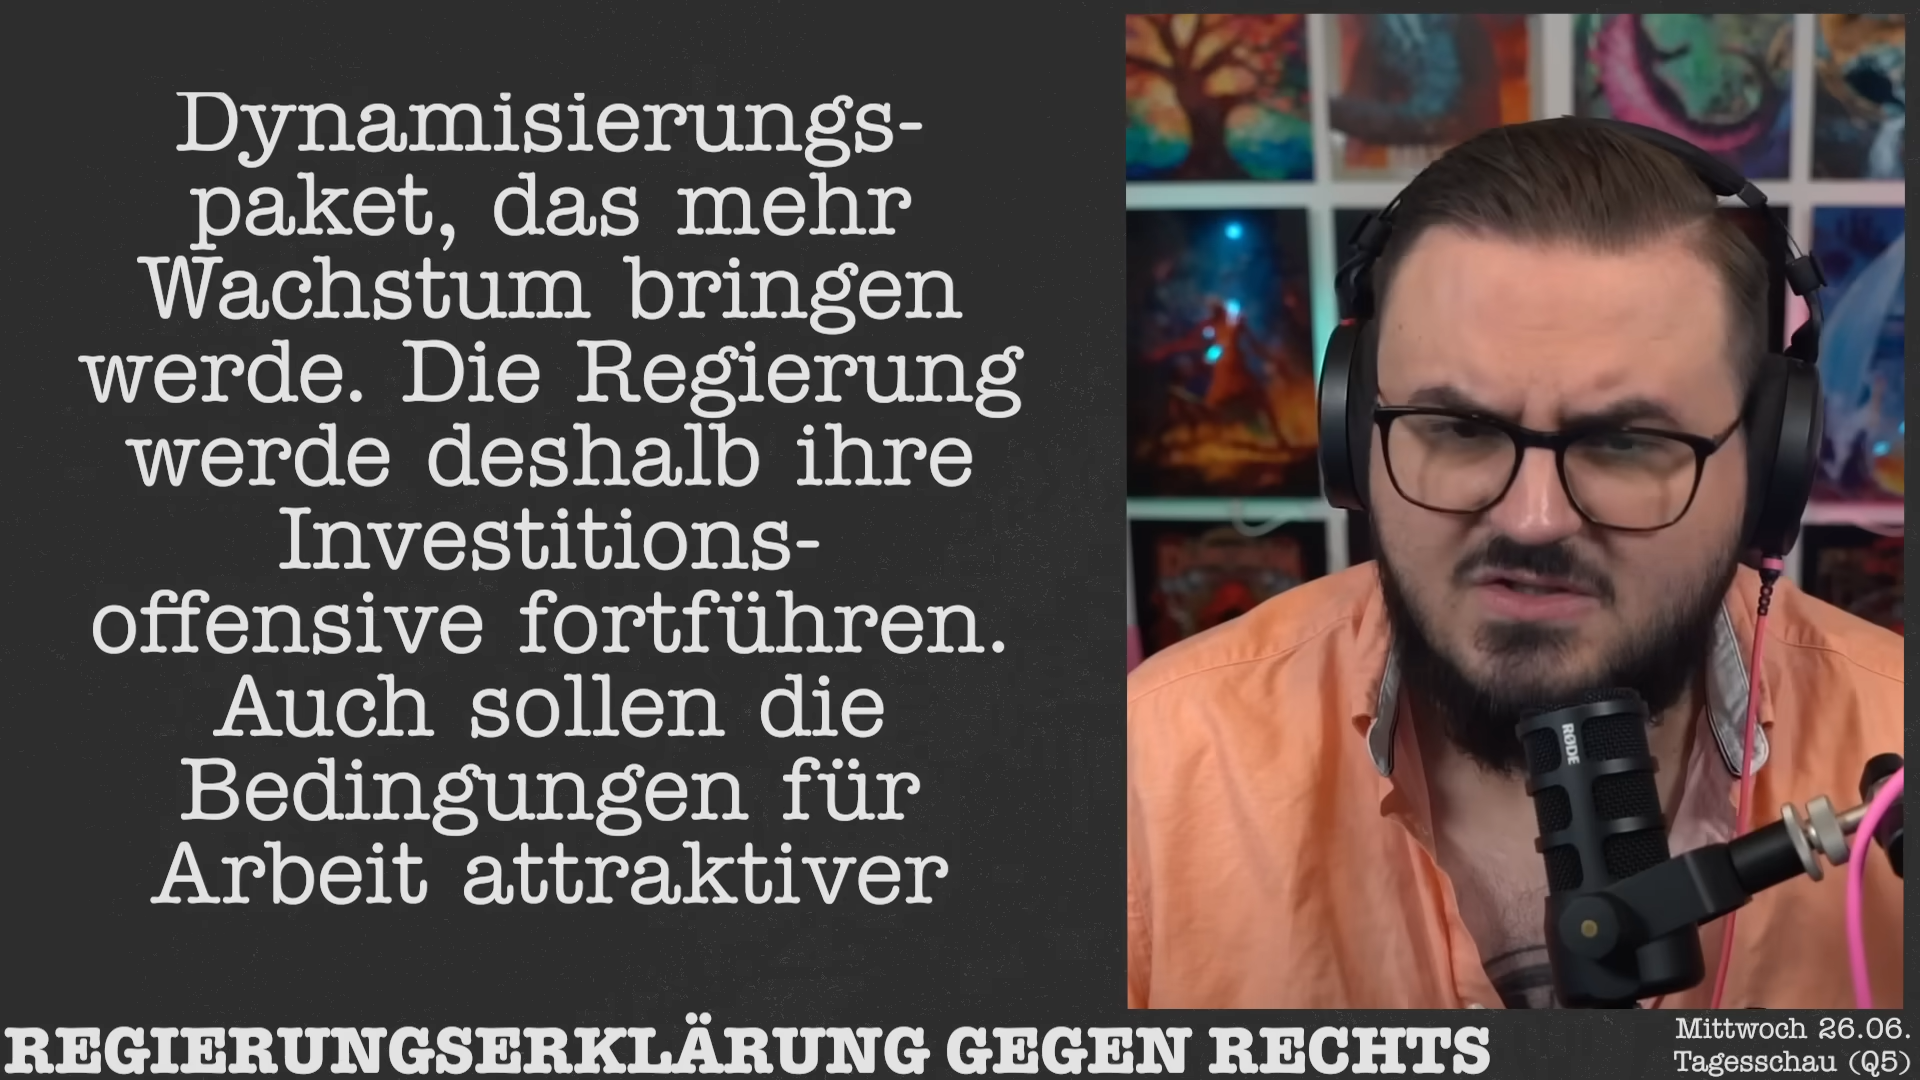 Dynamisierungs-
paket, das mehr
Wachstum bringen
werde. Die Regierung
werde deshalb ihre
Investitions-
offensive fortführen.
Auch sollen die
Bedingungen für
Arbeit attraktiver
RØDE
REGIERUNGSERKLÄRUNG GEGEN RECHTS
Mittwoch 26.06.
Tagesschau (Q5)